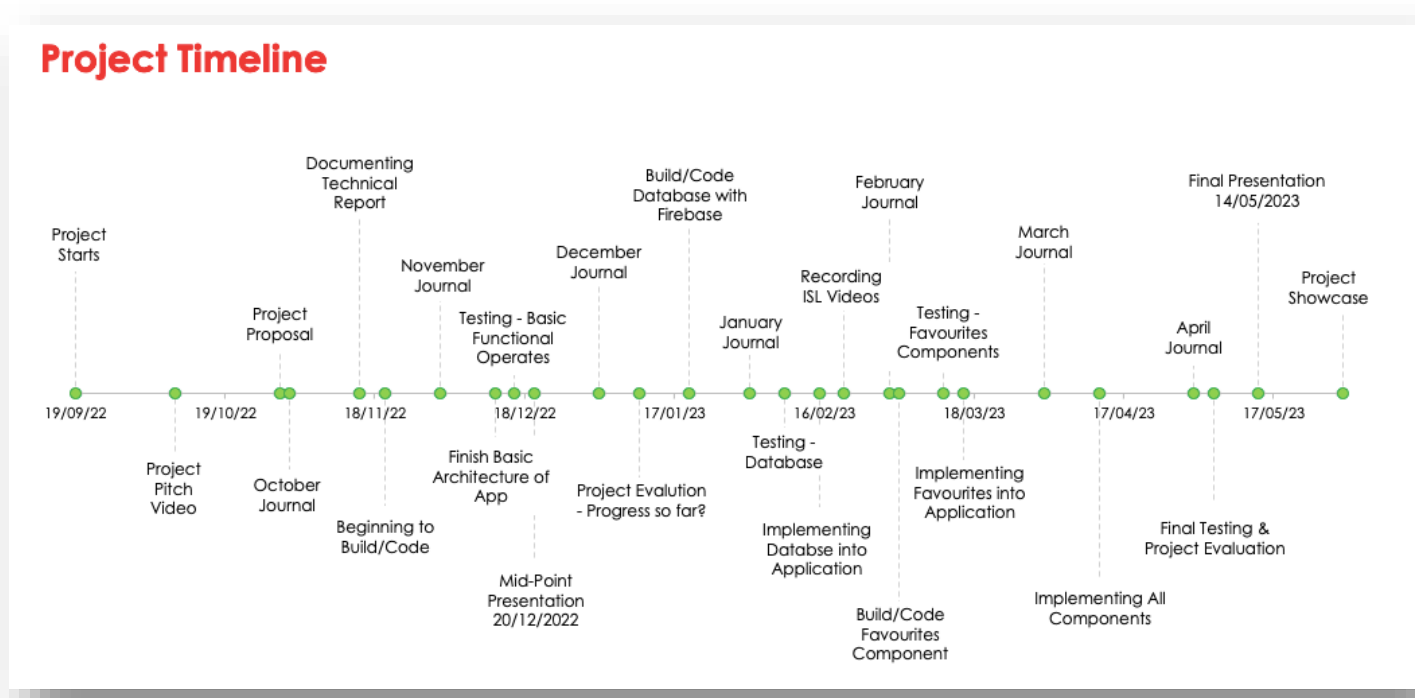 Project Timeline
Documenting
Technical
Report
Build/Code
Database with
Firebase
February
Journal
Final Presentation
14/05/2023
Project
Starts
November
Journal
December
Journal
March
Journal
Recording
ISL Videos
Project
Showcase
Project
Proposal
Testing - Basic
Functional
Operates
January
Journal
Testing -
Favourites
Components
April
Journal
19/09/22
19/10/22
18/11/22
18/12/22
17/01/23
16/02/23
18/03/23
17/04/23
17/05/23
Project
Pitch
Video
October
Journal
Beginning to
Build/Code
Finish Basic
Architecture of
App
Mid-Point
Presentation
20/12/2022
Project Evalution
- Progress so far?
Testing -
Database
Implementing
Databse into
Application
Build/Code
Favourites
Component
Implementing
Favourites into
Application
Implementing All
Components
Final Testing &
Project Evaluation